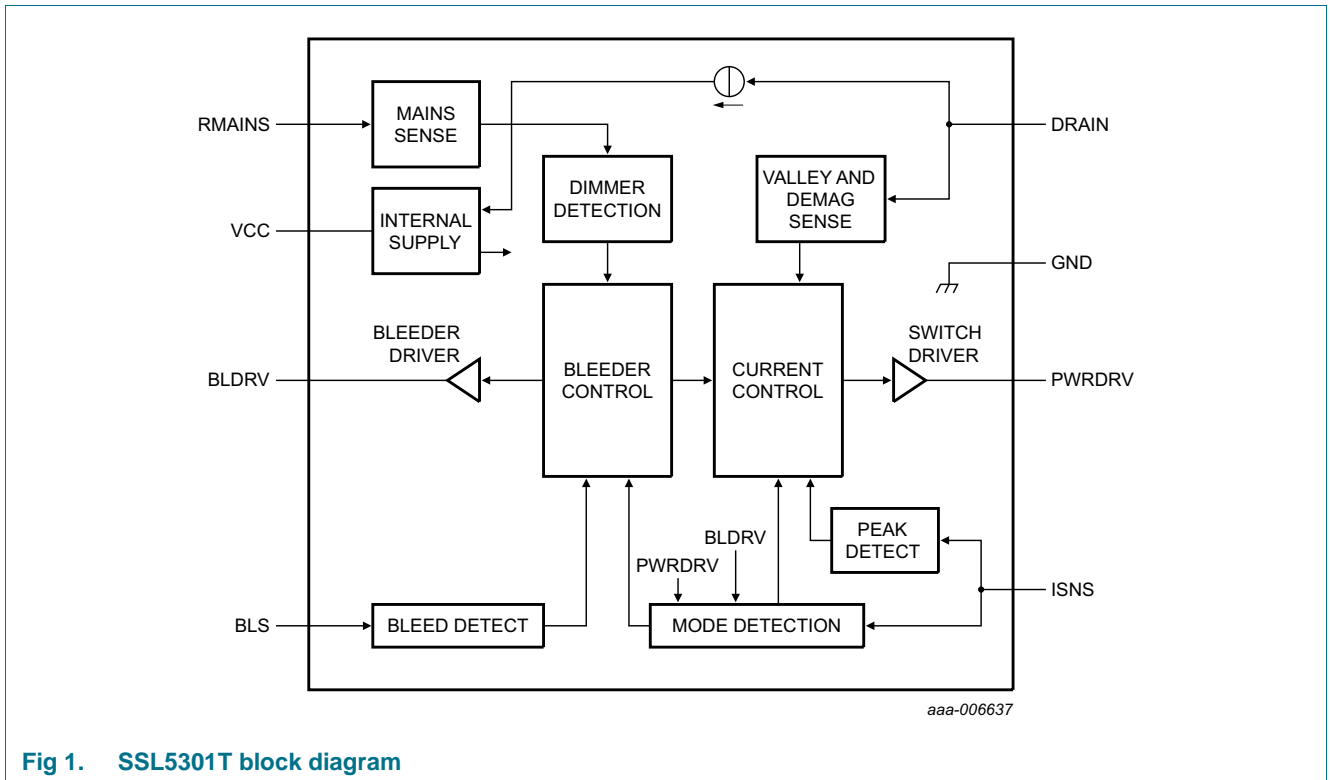 RMAINS
MAINS
SENSE
DRAIN
DIMMER
DETECTION
VALLEY AND
DEMAG
SENSE
VCC
INTERNAL
SUPPLY
GND
BLEEDER
DRIVER
BLDRV
BLEEDER
CONTROL
CURRENT
CONTROL
SWITCH
DRIVER
PWRDRV
PEAK
DETECT
BLDRV
PWRDRV
ISNS
BLS
BLEED DETECT
MODE DETECTION
aaa-006637
Fig 1. SSL5301T block diagram